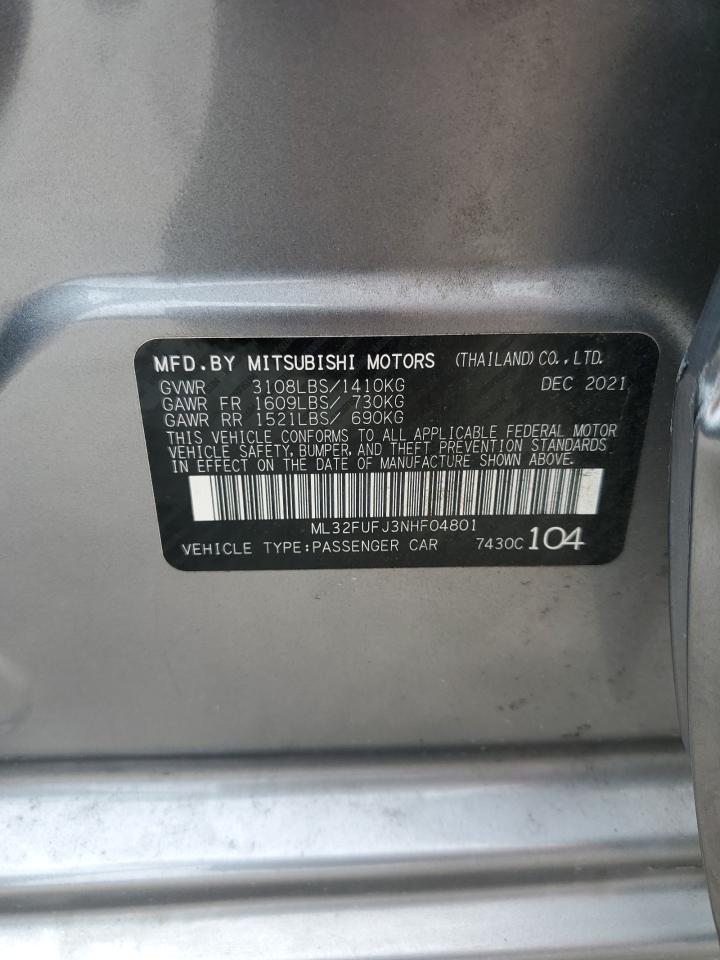 MFD.BY MITSUBISHI MOTORS (THAILAND)CO.,LTD.
GVWR 3108LBS/1410KG DEC 2021
GAWR FR 1609LBS/ 730KG
GAWR RR 1521LBS/ 690KG
THIS VEHICLE CONFORMS TO ALL APPLICABLE FEDERAL MOTOR
VEHICLE SAFETY,BUMPER,AND THEFT PREVENTION STANDARDS
IN EFFECT ON THE DATE OF MANUFACTURE SHOWN ABOVE.
ML32FUFJ3NHF04801
VEHICLE TYPE:PASSENGER CAR 7430C 104